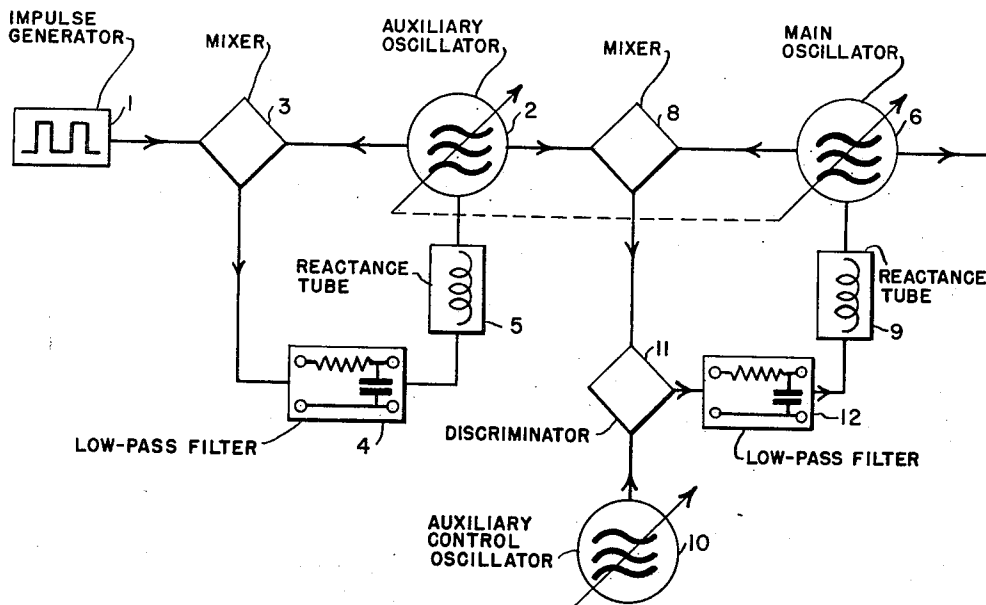 IMPULSE
GENERATOR
1
MIXER
3
AUXILIARY
OSCILLATOR
2
MIXER
8
MAIN
OSCILLATOR
6
REACTANCE
TUBE
5
REACTANCE
TUBE
9
LOW-PASS FILTER
4
11
DISCRIMINATOR
12
LOW-PASS FILTER
AUXILIARY
CONTROL
OSCILLATOR
10